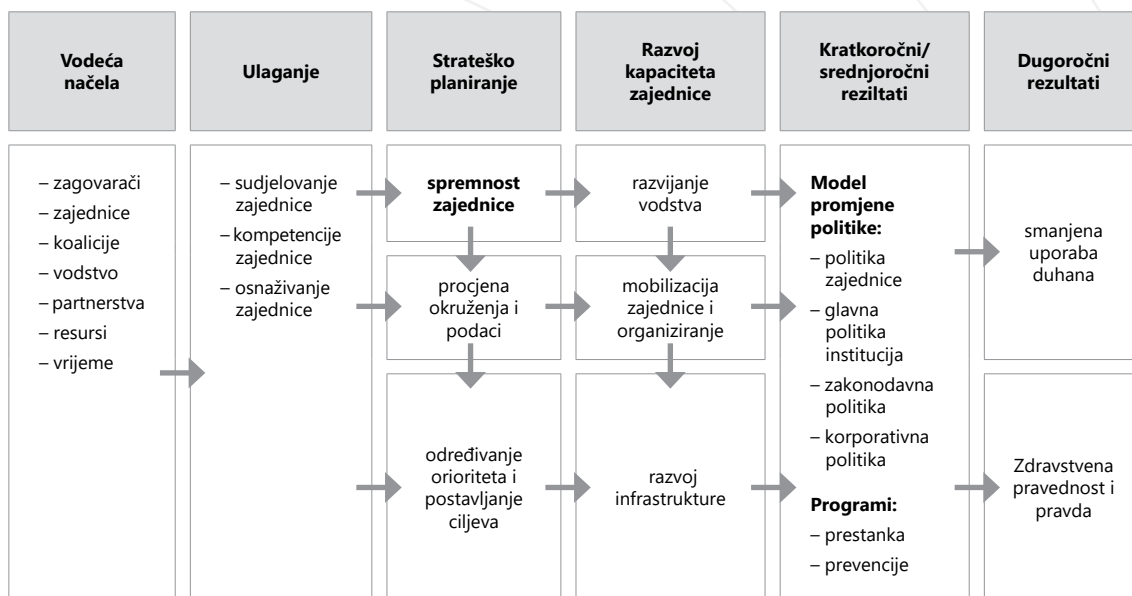 Vodeća
načela
Ulaganje
Strateško
planiranje
Razvoj
kapaciteta
zajednice
Kratkoročni/
srednjoročni
reziltati
Dugoročni
rezultati
– zagovarači
– zajednice
– koalicije
– vodstvo
– partnerstva
– resursi
– vrijeme
– sudjelovanje
zajednice
– kompetencije
zajednice
– osnaživanje
zajednice
spremnost
zajednice
procjena
okruženja i
podaci
određivanje
orioriteta i
postavljanje
ciljeva
razvijanje
vodstva
mobilizacija
zajednice i
organiziranje
razvoj
infrastrukture
Model
promjene
politike:
– politika
zajednice
– glavna
politika
institucija
– zakonodavna
politika
– korporativna
politika
Programi:
– prestanka
– prevencije
smanjena
uporaba
duhana
Zdravstvena
pravednost i
pravda